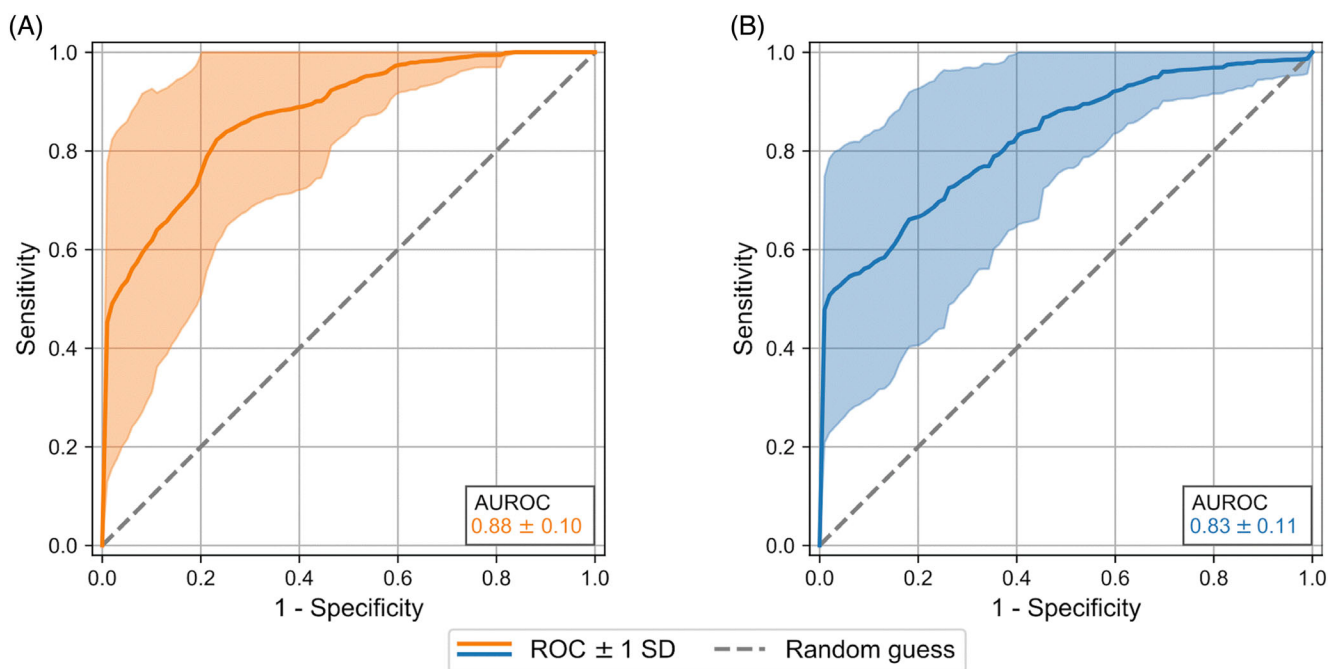 (A)
1.0
0.8
0.6
0.4
0.2
0.0
Sensitivity
AUROC
0.88 ± 0.10
0.0 0.2 0.4 0.6 0.8 1.0
1 - Specificity
(B)
1.0
0.8
0.6
0.4
0.2
0.0
Sensitivity
AUROC
0.83 ± 0.11
0.0 0.2 0.4 0.6 0.8 1.0
1 - Specificity
ROC ± 1 SD
Random guess